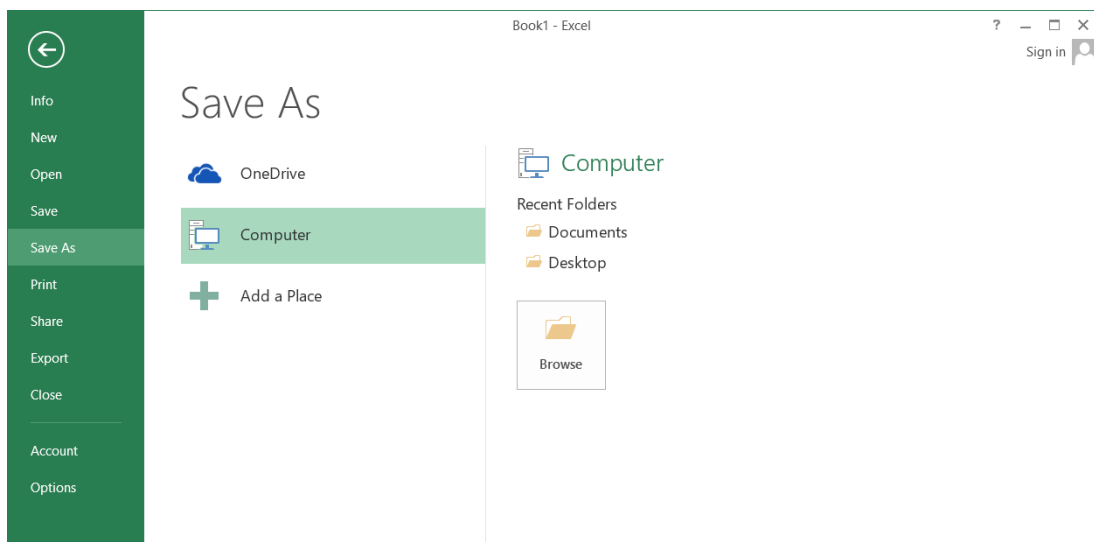 Book1 - Excel
?
Sign in
Info
New
Open
Save
Save As
Print
Share
Export
Close
Account
Options
Save As
OneDrive
Computer
Add a Place
Computer
Recent Folders
Documents
Desktop
Browse